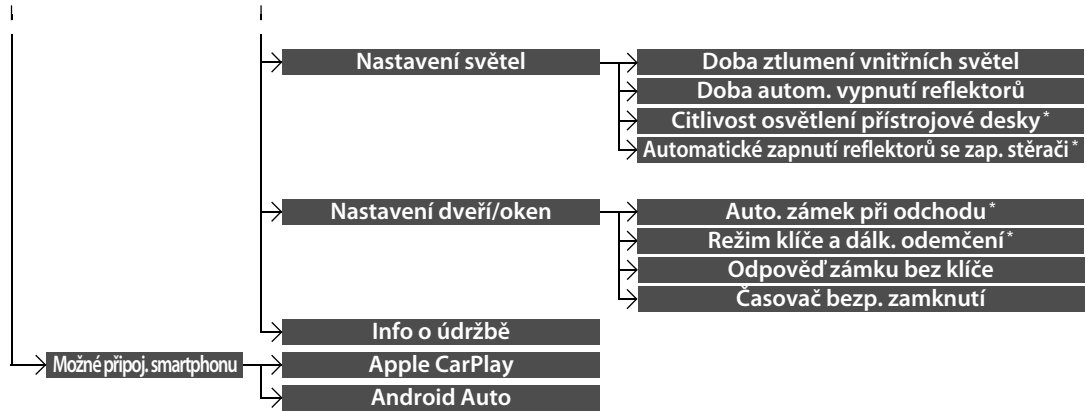 Nastavení světel
Doba ztlumení vnitřních světel
Doba autom. vypnutí reflektorů
Citlivost osvětlení přístrojové desky*
Automatické zapnutí reflektorů se zap. stěrači*
Nastavení dveří/oken
Auto. zámek při odchodu*
Režim klíče a dálk. odemčení*
Odpověď zámku bez klíče
Časovač bezp. zamknutí
Info o údržbě
Možné připoj. smartphonu
Apple CarPlay
Android Auto